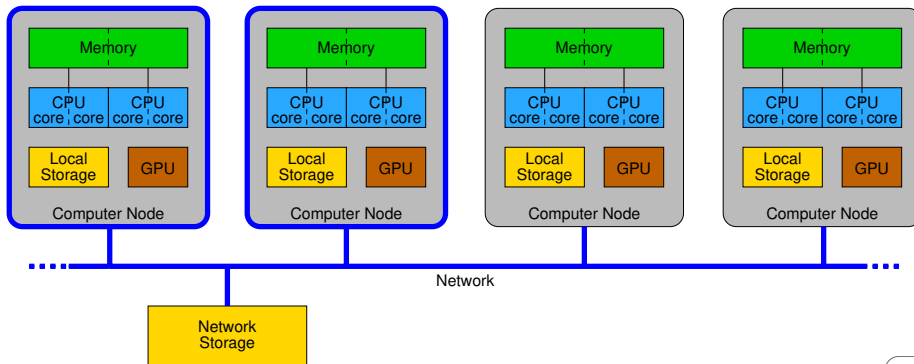 Memory
CPU CPU
core core core core
Local
Storage
GPU
Computer Node
Memory
CPU CPU
core core core core
Local
Storage
GPU
Computer Node
Memory
CPU CPU
core core core core
Local
Storage
GPU
Computer Node
Memory
CPU CPU
core core core core
Local
Storage
GPU
Computer Node
Network
Network
Storage